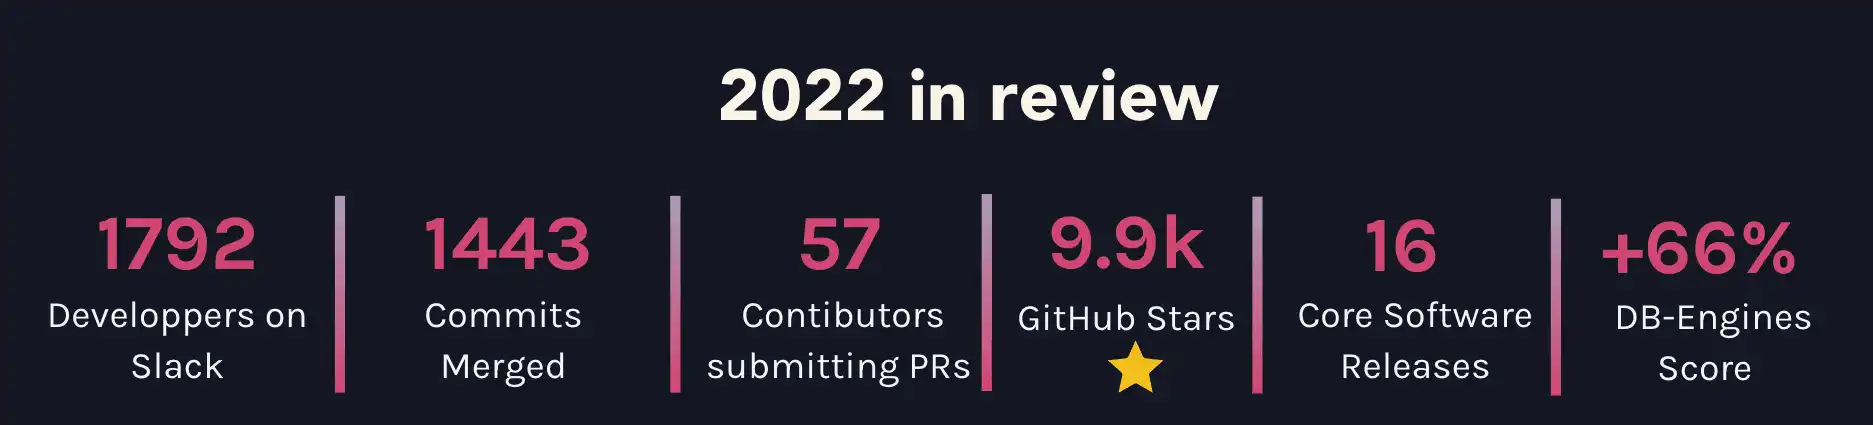 2022 in review
1792
Developpers on
Slack
1443
Commits
Merged
57
Contibutors
submitting PRs
9.9k
GitHub Stars
16
Core Software
Releases
+66%
DB-Engines
Score